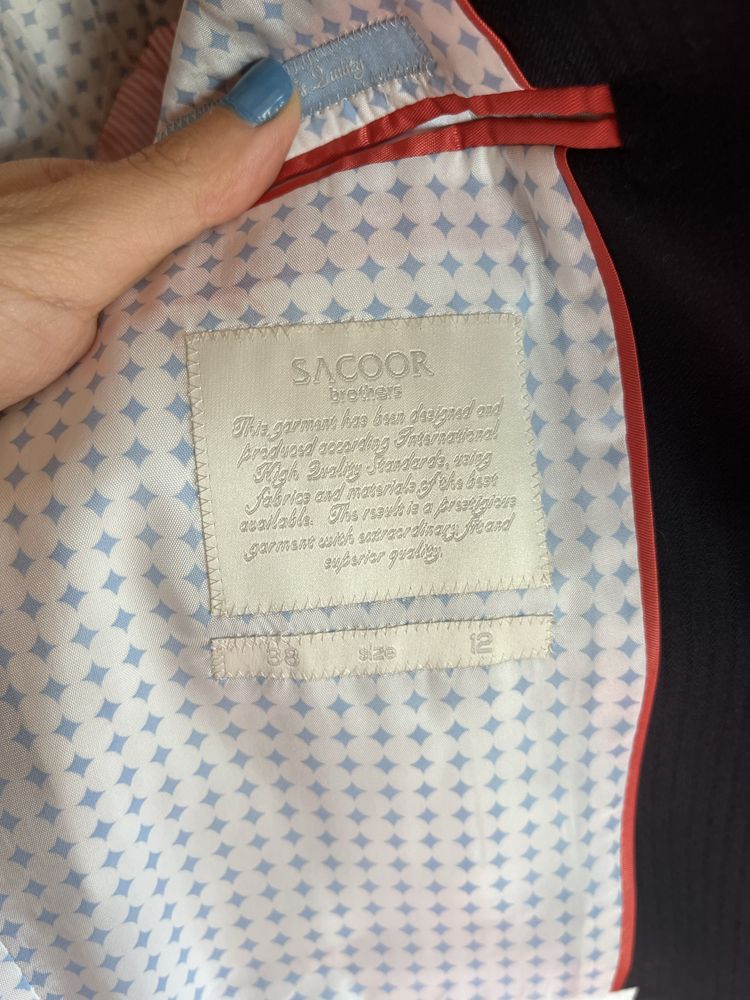 Quality
SACOOR
brothers
This garment has been designed and
produced according International
High Quality Standards, using
fabrics and materials of the best
available. The result is a prestigious
garment with extraordinary fit and
superior quality.
38 size 12